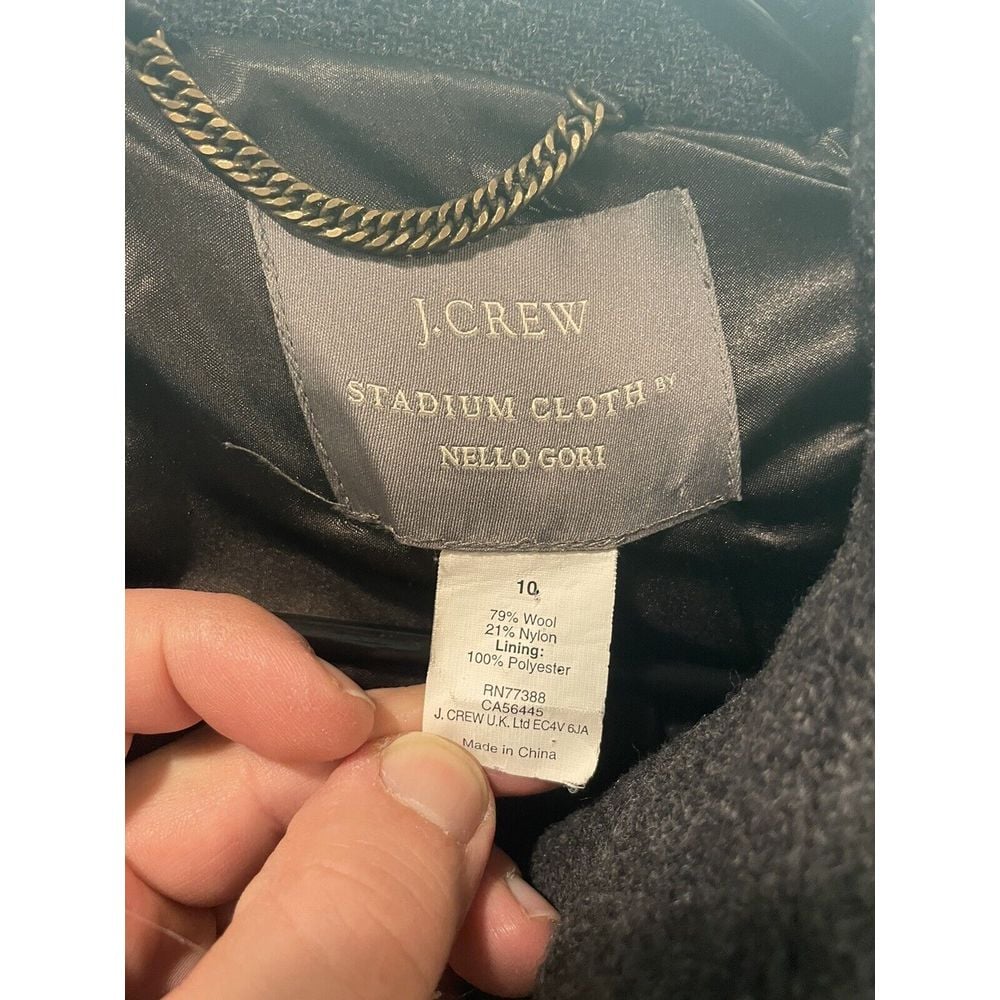 J.CREW
STADIUM CLOTH BY
NELLO GORI
10
79% Wool
21% Nylon
Lining:
100% Polyester
RN77388
CA56445
J. CREW U.K. Ltd EC4V 6JA
Made in China